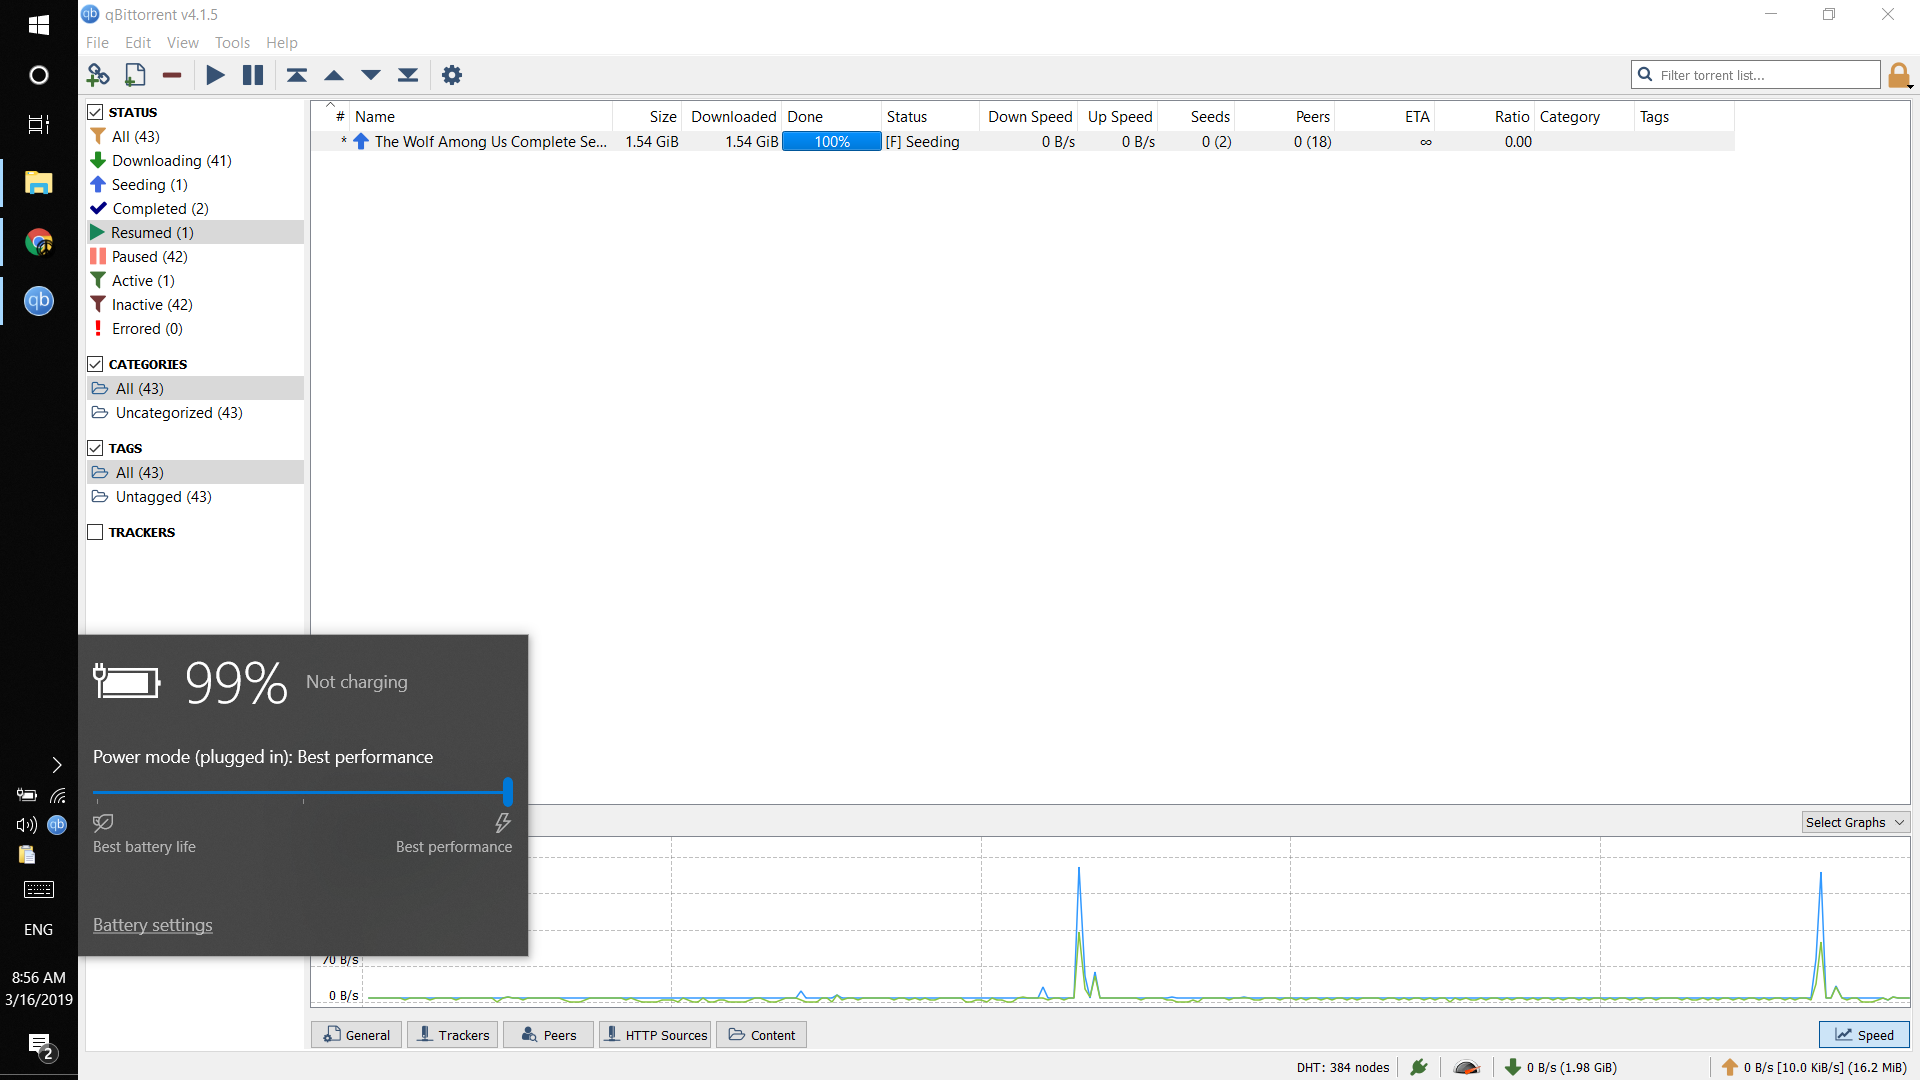 qBittorrent v4.1.5
File Edit View Tools Help
Filter torrent list...
STATUS
All (43)
Downloading (41)
Seeding (1)
Completed (2)
Resumed (1)
Paused (42)
Active (1)
Inactive (42)
Errored (0)
CATEGORIES
All (43)
Uncategorized (43)
TAGS
All (43)
Untagged (43)
TRACKERS
# Name Size Downloaded Done Status Down Speed Up Speed Seeds Peers ETA Ratio Category Tags
* The Wolf Among Us Complete Se... 1.54 GiB 1.54 GiB 100% [F] Seeding 0 B/s 0 B/s 0 (2) 0 (18) ∞ 0.00
99% Not charging
Power mode (plugged in): Best performance
Best battery life Best performance
Battery settings
Select Graphs
70 B/s
0 B/s
General Trackers Peers HTTP Sources Content Speed
DHT: 384 nodes 0 B/s (1.98 GiB) 0 B/s [10.0 KiB/s] (16.2 MiB)
qb
qb
qb
ENG
8:56 AM
3/16/2019
2